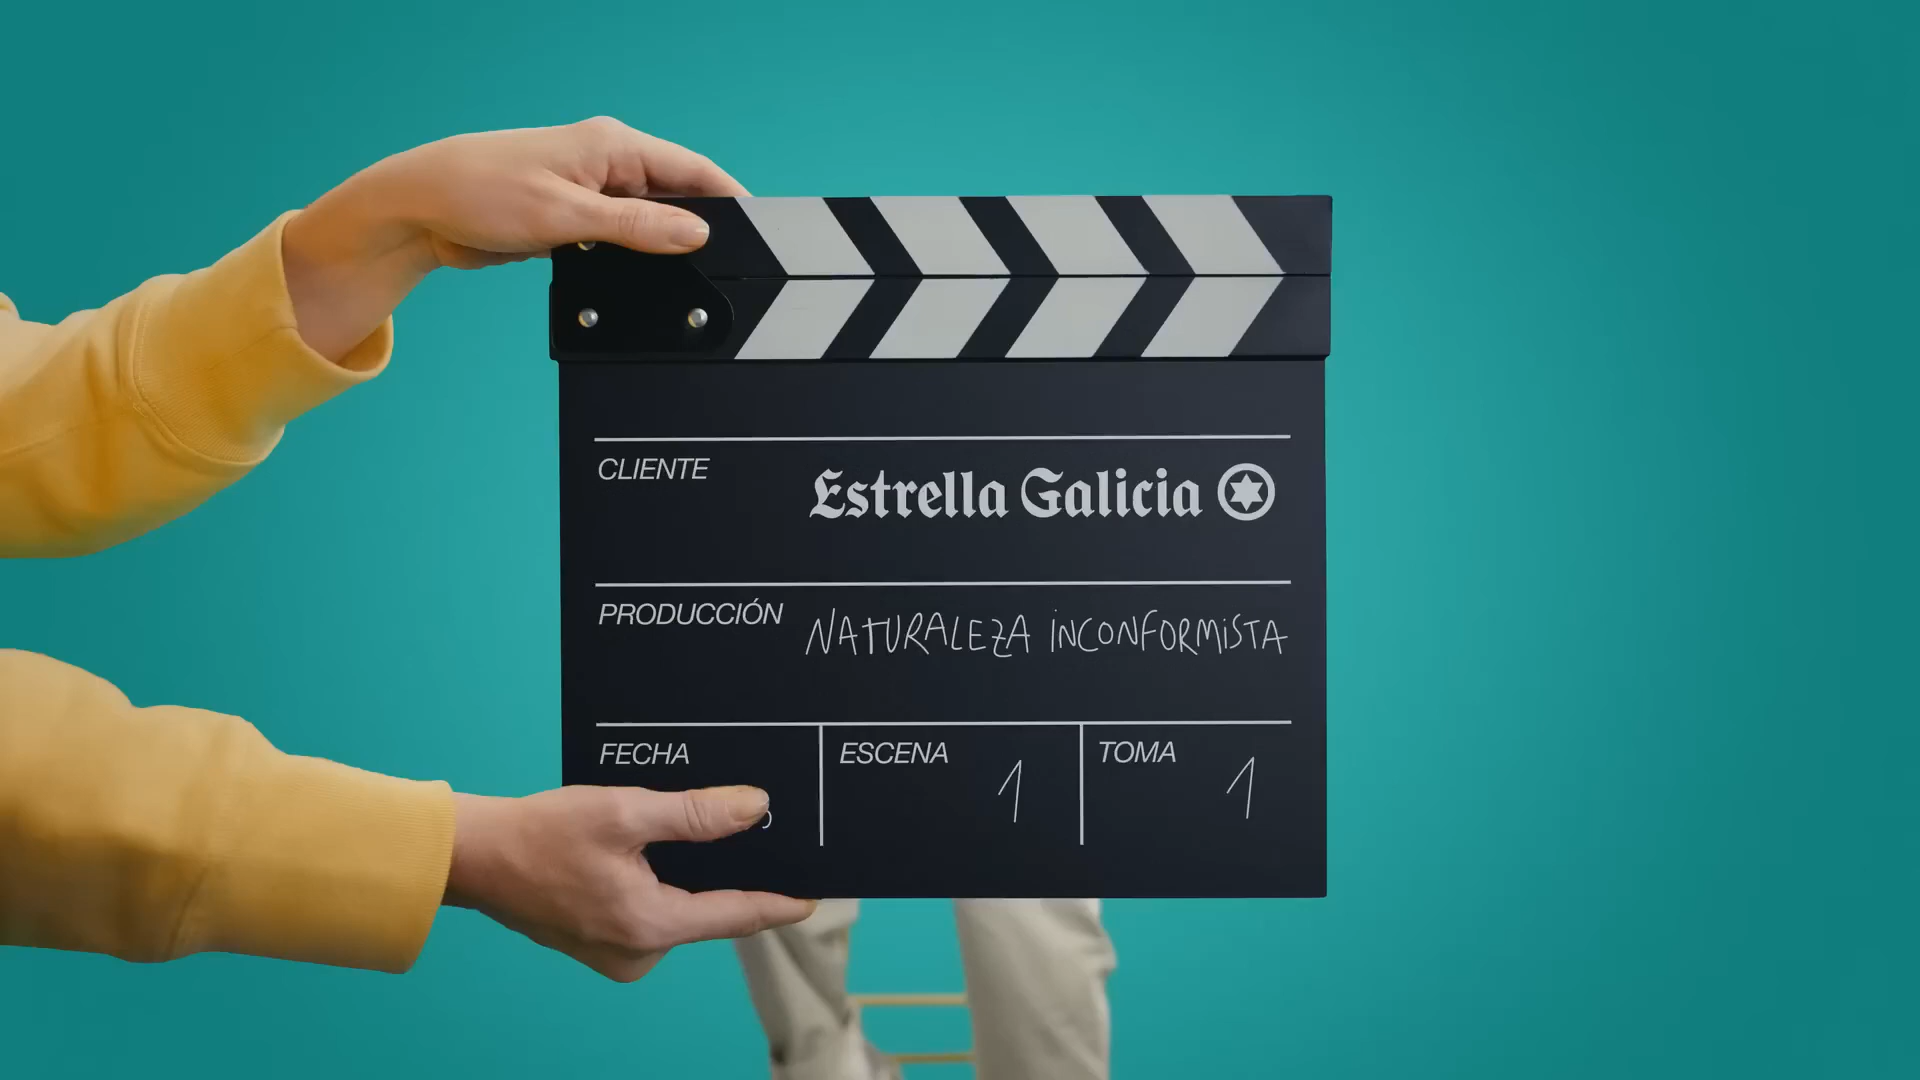 CLIENTE
Estrella Galicia
PRODUCCIÓN
NATURALEZA INCONFORMISTA
FECHA
ESCENA
1
TOMA
1